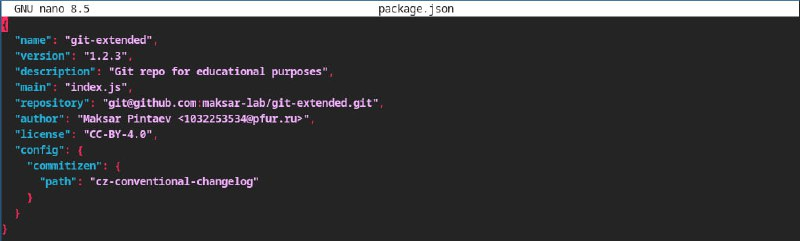 GNU nano 8.5 package.json
{
  "name": "git-extended",
  "version": "1.2.3",
  "description": "Git repo for educational purposes",
  "main": "index.js",
  "repository": "git@github.com:maksar-lab/git-extended.git",
  "author": "Maksar Pintaev <1032253534@pfur.ru>",
  "license": "CC-BY-4.0",
  "config": {
    "commitizen": {
      "path": "cz-conventional-changelog"
    }
  }
}